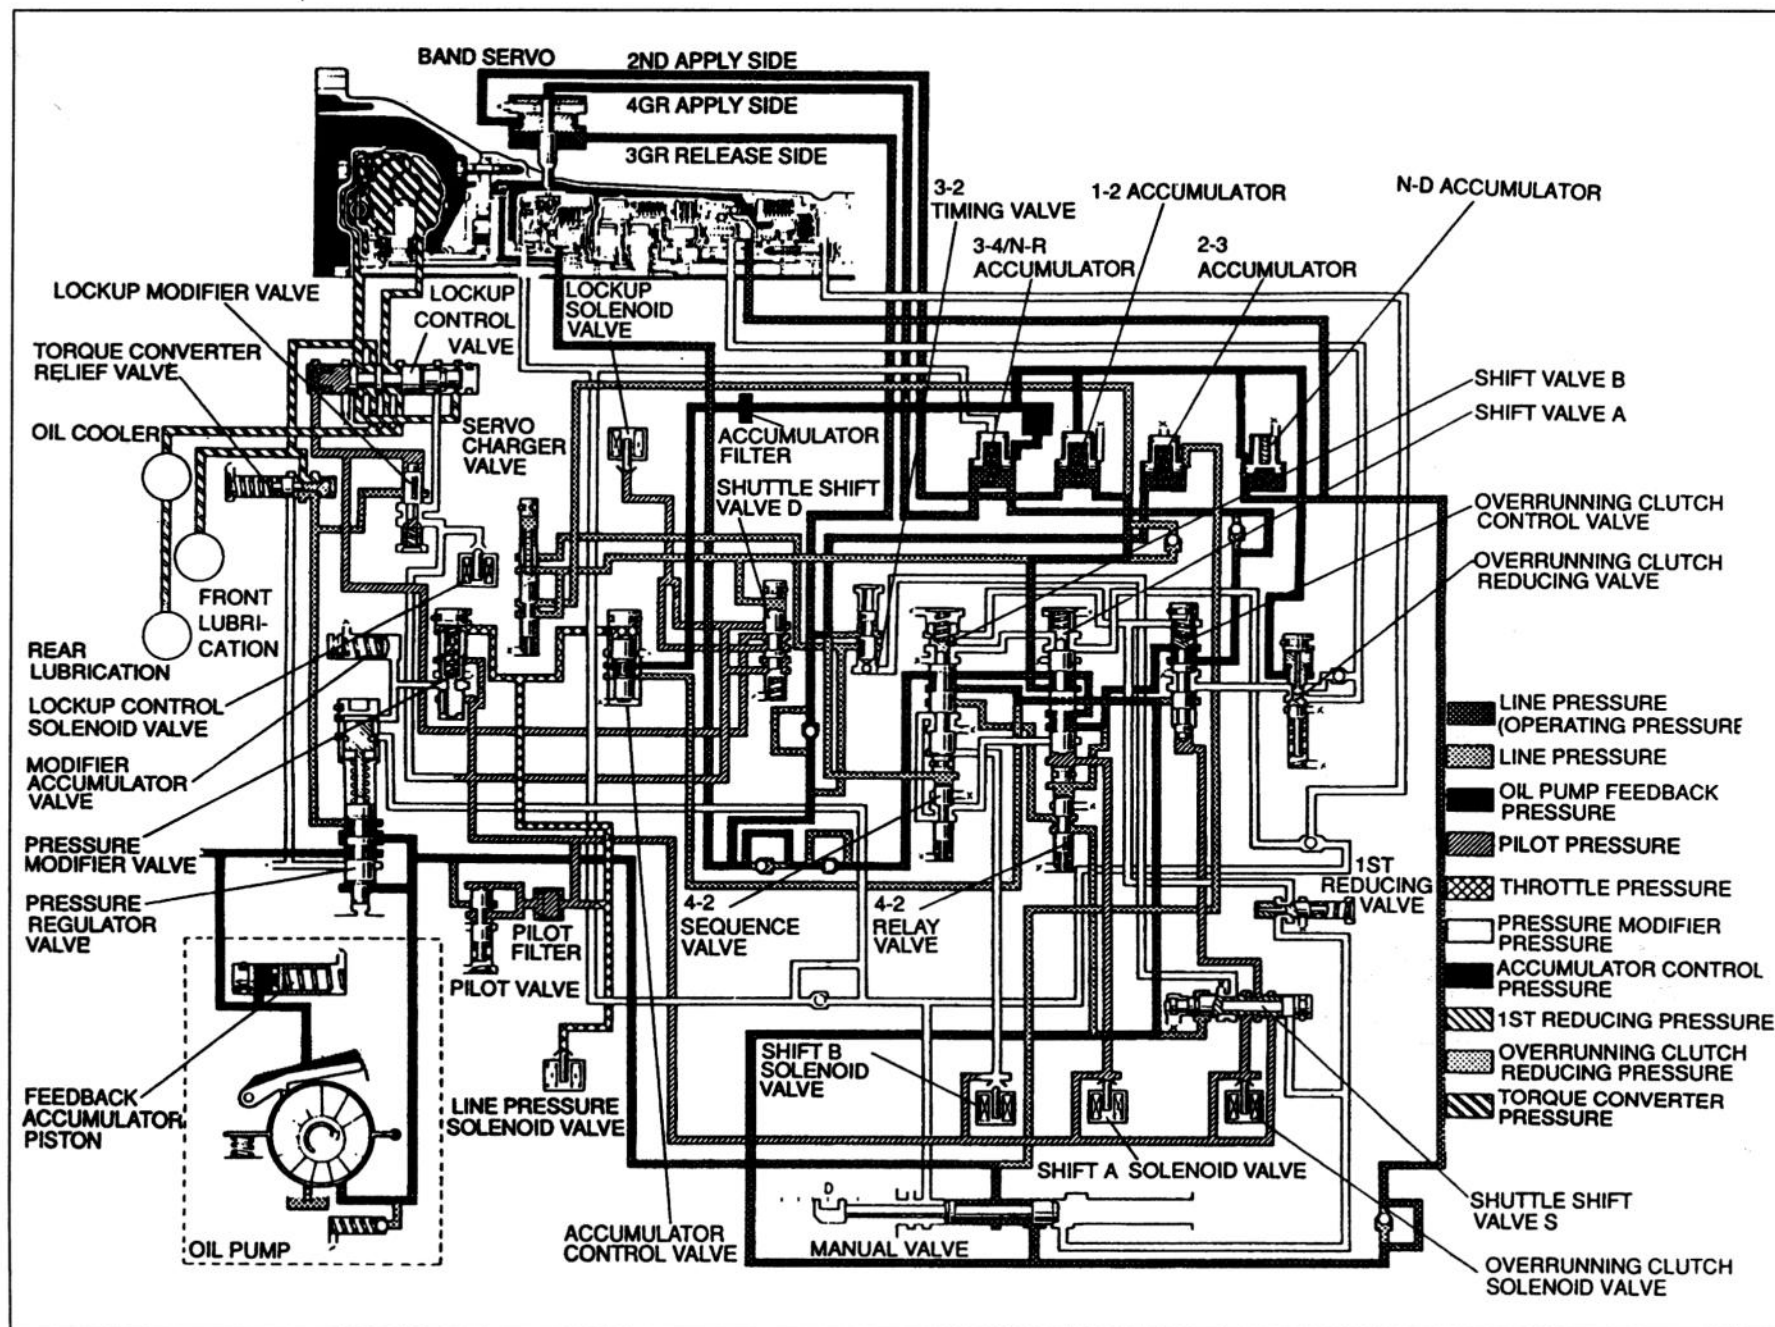 BAND SERVO
2ND APPLY SIDE
4GR APPLY SIDE
3GR RELEASE SIDE
3-2
TIMING VALVE
1-2 ACCUMULATOR
N-D ACCUMULATOR
3-4/N-R
ACCUMULATOR
2-3
ACCUMULATOR
LOCKUP MODIFIER VALVE
LOCKUP
CONTROL
VALVE
LOCKUP
SOLENOID
VALVE
TORQUE CONVERTER
RELIEF VALVE
SHIFT VALVE B
SHIFT VALVE A
OIL COOLER
SERVO
CHARGER
VALVE
ACCUMULATOR
FILTER
SHUTTLE SHIFT
VALVE D
OVERRUNNING CLUTCH
CONTROL VALVE
OVERRUNNING CLUTCH
REDUCING VALVE
FRONT
LUBRI-
CATION
REAR
LUBRICATION
LOCKUP CONTROL
SOLENOID VALVE
MODIFIER
ACCUMULATOR
VALVE
PRESSURE
MODIFIER VALVE
PRESSURE
REGULATOR
VALVE
PILOT
FILTER
PILOT VALVE
4-2
SEQUENCE
VALVE
4-2
RELAY
VALVE
1ST
REDUCING
VALVE
LINE PRESSURE
(OPERATING PRESSURE
LINE PRESSURE
OIL PUMP FEEDBACK
PRESSURE
PILOT PRESSURE
THROTTLE PRESSURE
PRESSURE MODIFIER
PRESSURE
ACCUMULATOR CONTROL
PRESSURE
1ST REDUCING PRESSURE
OVERRUNNING CLUTCH
REDUCING PRESSURE
TORQUE CONVERTER
PRESSURE
FEEDBACK
ACCUMULATOR
PISTON
LINE PRESSURE
SOLENOID VALVE
SHIFT B
SOLENOID
VALVE
SHIFT A SOLENOID VALVE
SHUTTLE SHIFT
VALVE S
D
MANUAL VALVE
OIL PUMP
ACCUMULATOR
CONTROL VALVE
OVERRUNNING CLUTCH
SOLENOID VALVE